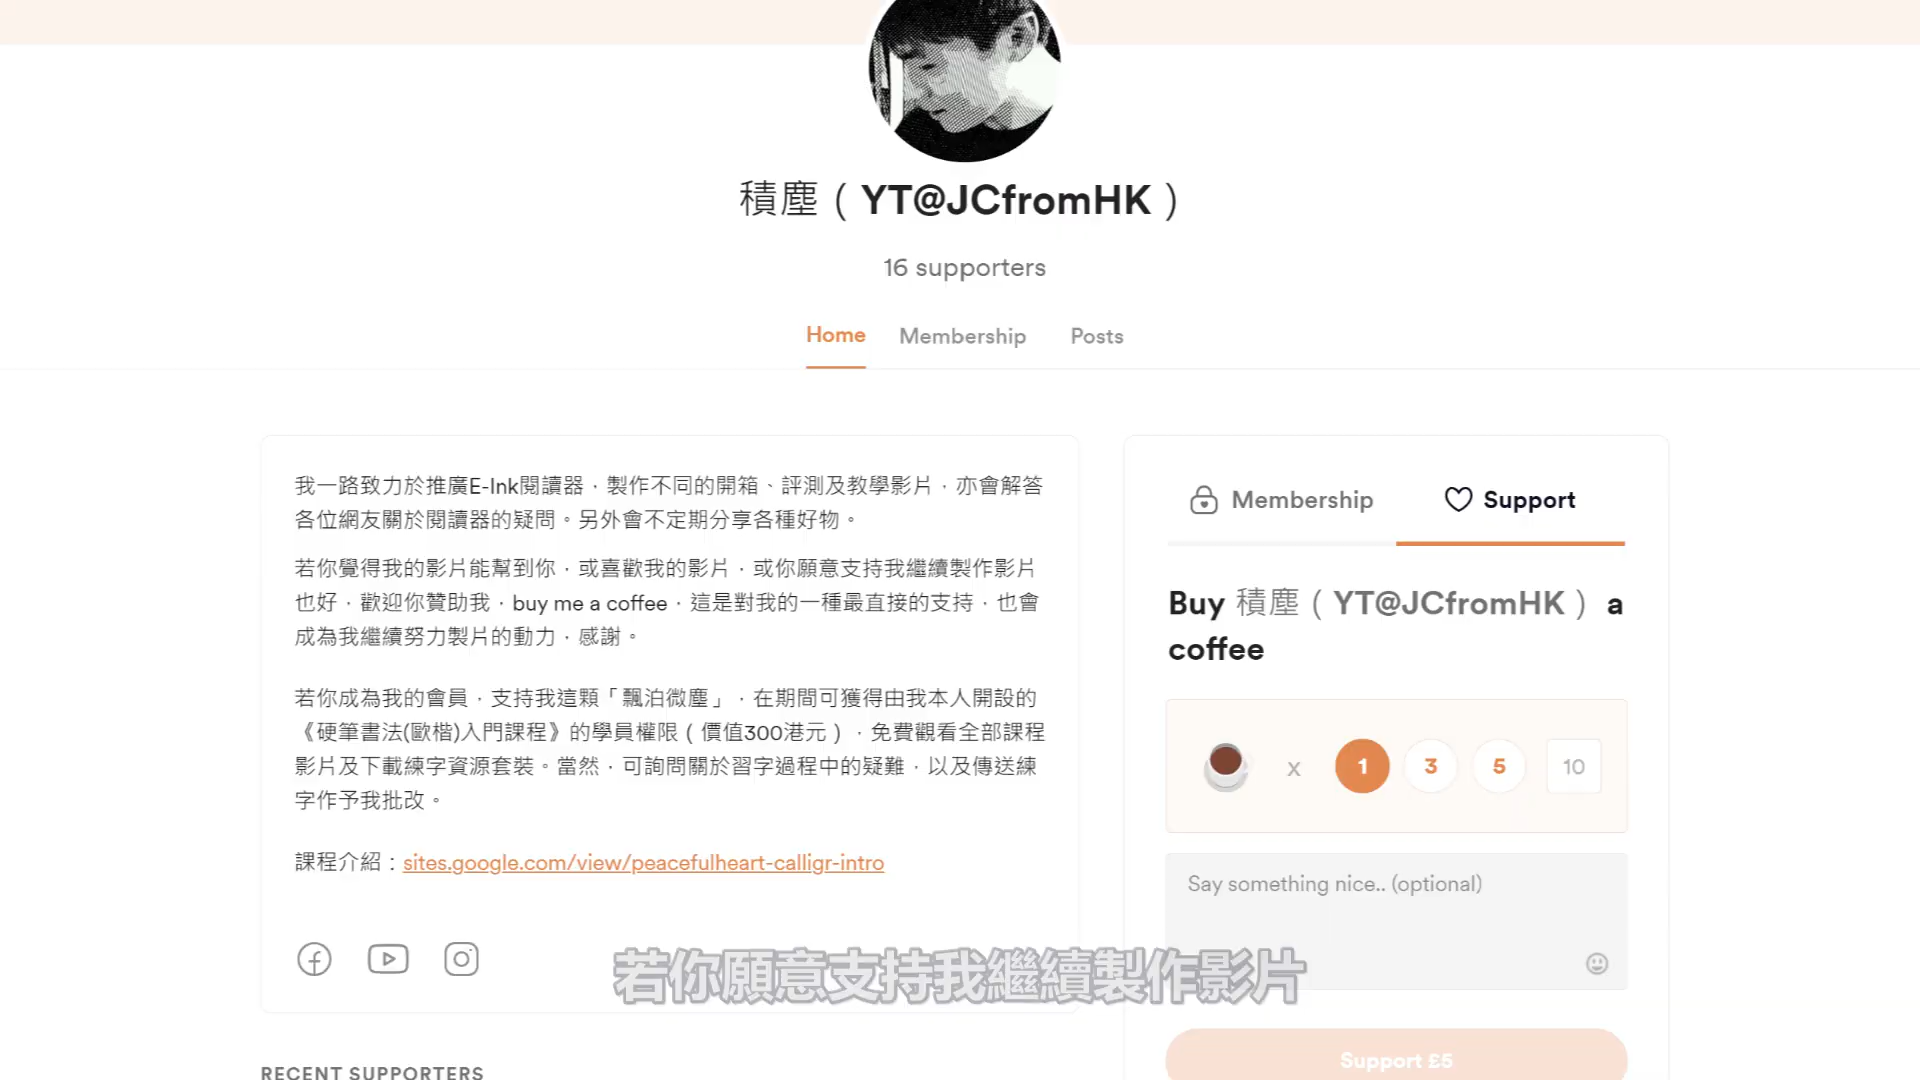 積塵（YT@JCfromHK）
16 supporters
Home Membership Posts
我一路致力於推廣E-Ink閱讀器，製作不同的開箱、評測及教學影片，亦會解答
各位網友關於閱讀器的疑問。另外會不定期分享各種好物。
若你覺得我的影片能幫到你，或喜歡我的影片，或你願意支持我繼續製作影片
也好，歡迎你贊助我，buy me a coffee，這是對我的一種最直接的支持，也會
成為我繼續努力製片的動力，感謝。
若你成為我的會員，支持我這顆「飄泊微塵」，在期間可獲得由我本人開設的
《硬筆書法(歐楷)入門課程》的學員權限（價值300港元），免費觀看全部課程
影片及下載練字資源套裝。當然，可詢問關於習字過程中的疑難，以及傳送練
字作予我批改。
課程介紹：sites.google.com/view/peacefulheart-calligr-intro
RECENT SUPPORTERS
Membership Support
Buy 積塵（YT@JCfromHK） a
coffee
x 1 3 5 10
Say something nice.. (optional)
Support £5
若你願意支持我繼續製作影片